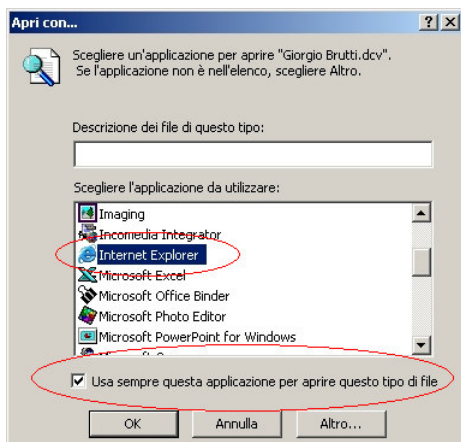 Apri con...
Scegliere un'applicazione per aprire "Giorgio Brutti.dcv".
Se l'applicazione non è nell'elenco, scegliere Altro.
Descrizione dei file di questo tipo:
Scegliere l'applicazione da utilizzare:
Imaging
Incomedia Integrator
Internet Explorer
Microsoft Excel
Microsoft Office Binder
Microsoft Photo Editor
Microsoft PowerPoint for Windows
Usa sempre questa applicazione per aprire questo tipo di file
OK Annulla Altro...